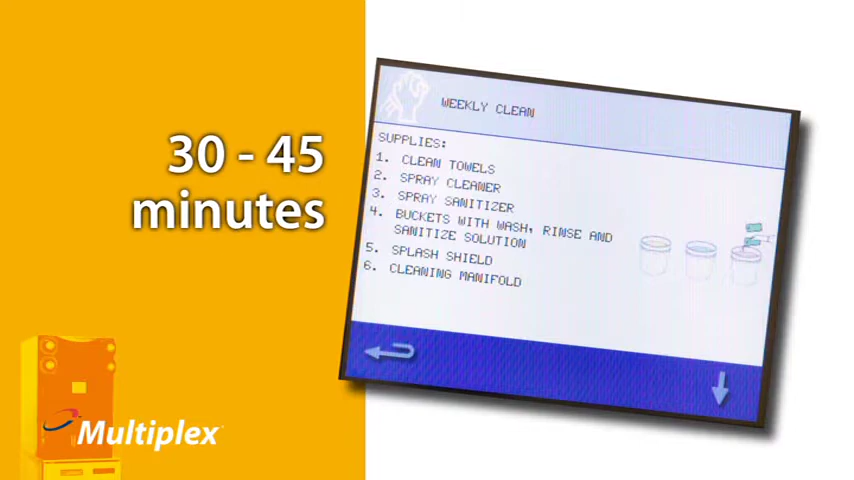 30 - 45
minutes
Multiplex
WEEKLY CLEAN
SUPPLIES:
1. CLEAN TOWELS
2. SPRAY CLEANER
3. SPRAY SANITIZER
4. BUCKETS WITH WASH, RINSE AND
SANITIZE SOLUTION
5. SPLASH SHIELD
6. CLEANING MANIFOLD